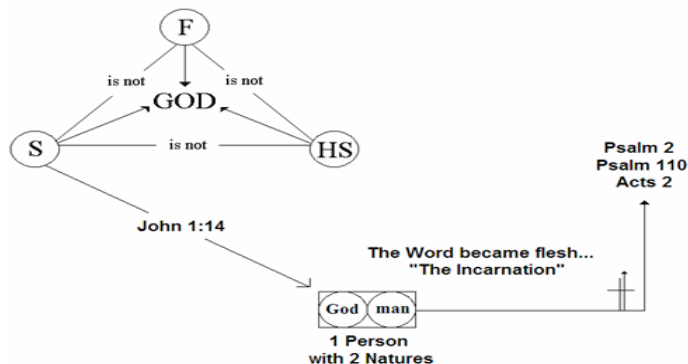 F
is not
is not
GOD
S
is not
HS
Psalm 2
Psalm 110
Acts 2
John 1:14
The Word became flesh...
"The Incarnation"
God
man
1 Person
with 2 Natures